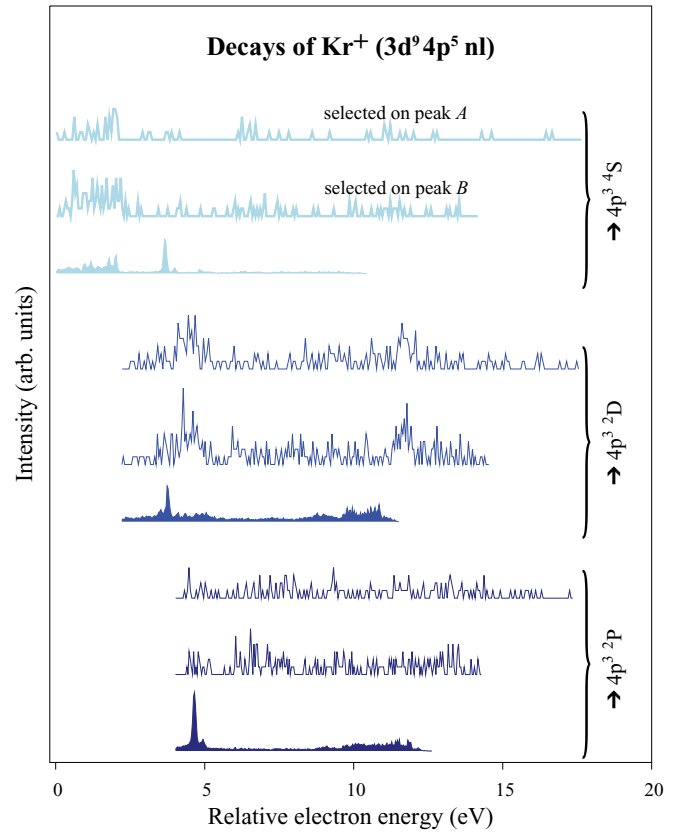 Decays of Kr⁺ (3d⁹ 4p⁵ nl)
selected on peak A
selected on peak B
➔ 4p³ ⁴S
➔ 4p³ ²D
➔ 4p³ ²P
Intensity (arb. units)
0 5 10 15 20
Relative electron energy (eV)